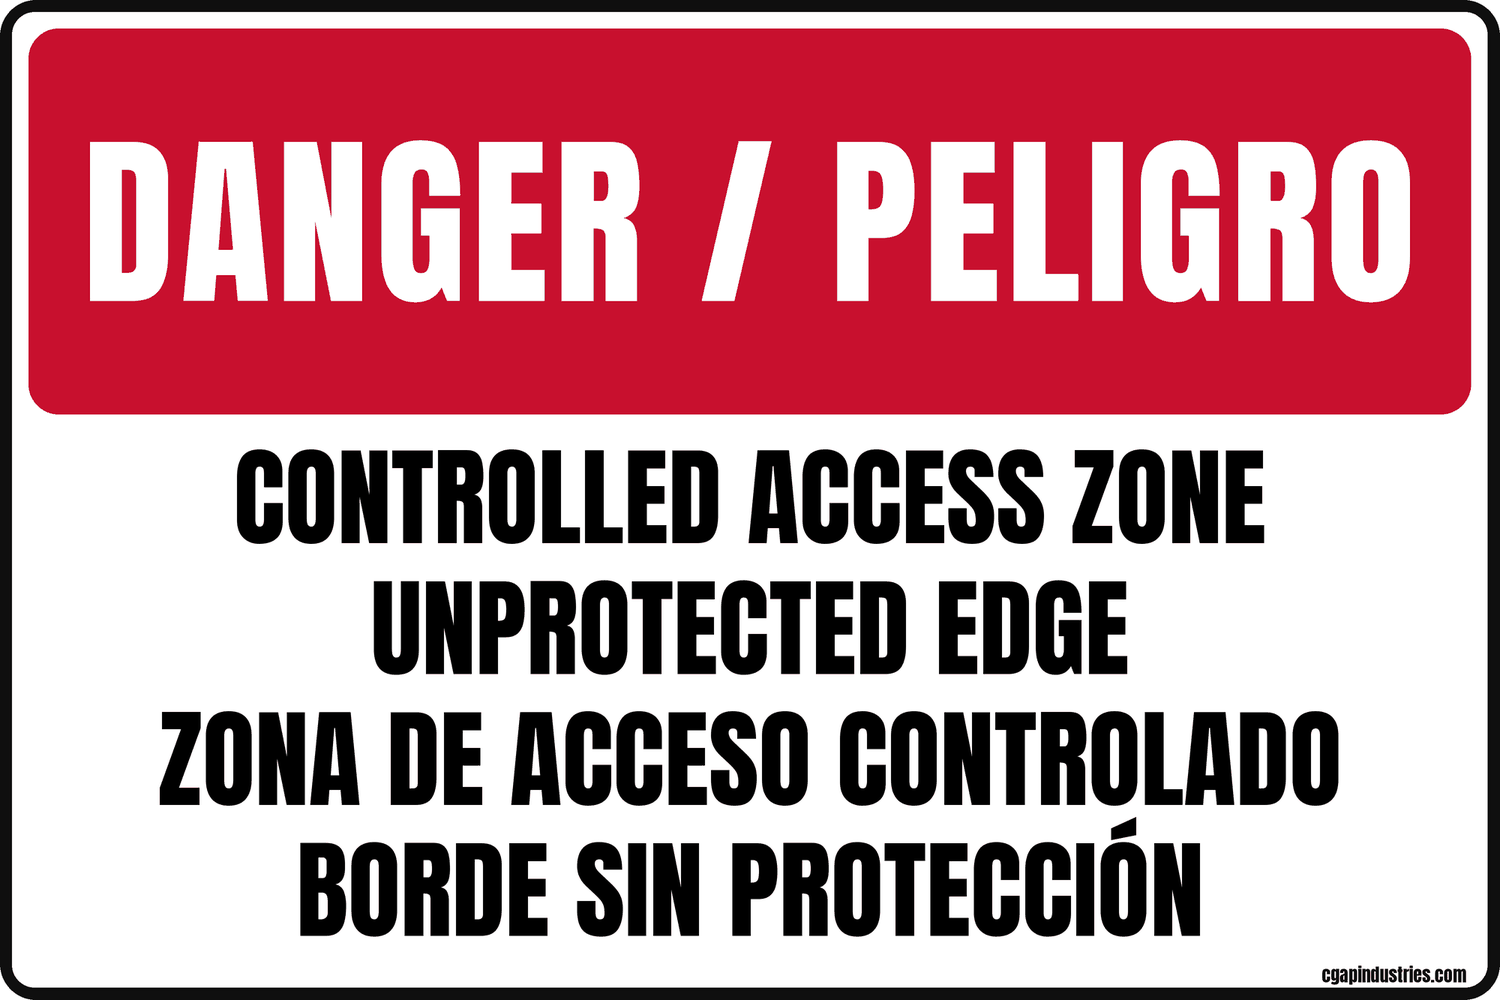 DANGER / PELIGRO
CONTROLLED ACCESS ZONE
UNPROTECTED EDGE
ZONA DE ACCESO CONTROLADO
BORDE SIN PROTECCIÓN
cgapindustries.com